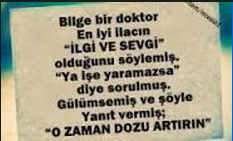 Bilge bir doktor
En iyi ilacın
"İLGİ VE SEVGİ"
olduğunu söylemiş.
"Ya işe yaramazsa"
diye sorulmuş.
Gülümsemiş ve şöyle
Yanıt vermiş;
"O ZAMAN DOZU ARTIRIN"